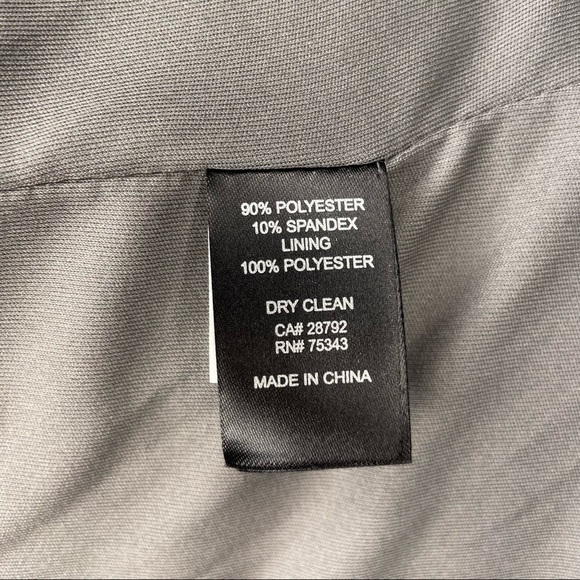 90% POLYESTER
10% SPANDEX
LINING
100% POLYESTER
DRY CLEAN
CA# 28792
RN# 75343
MADE IN CHINA